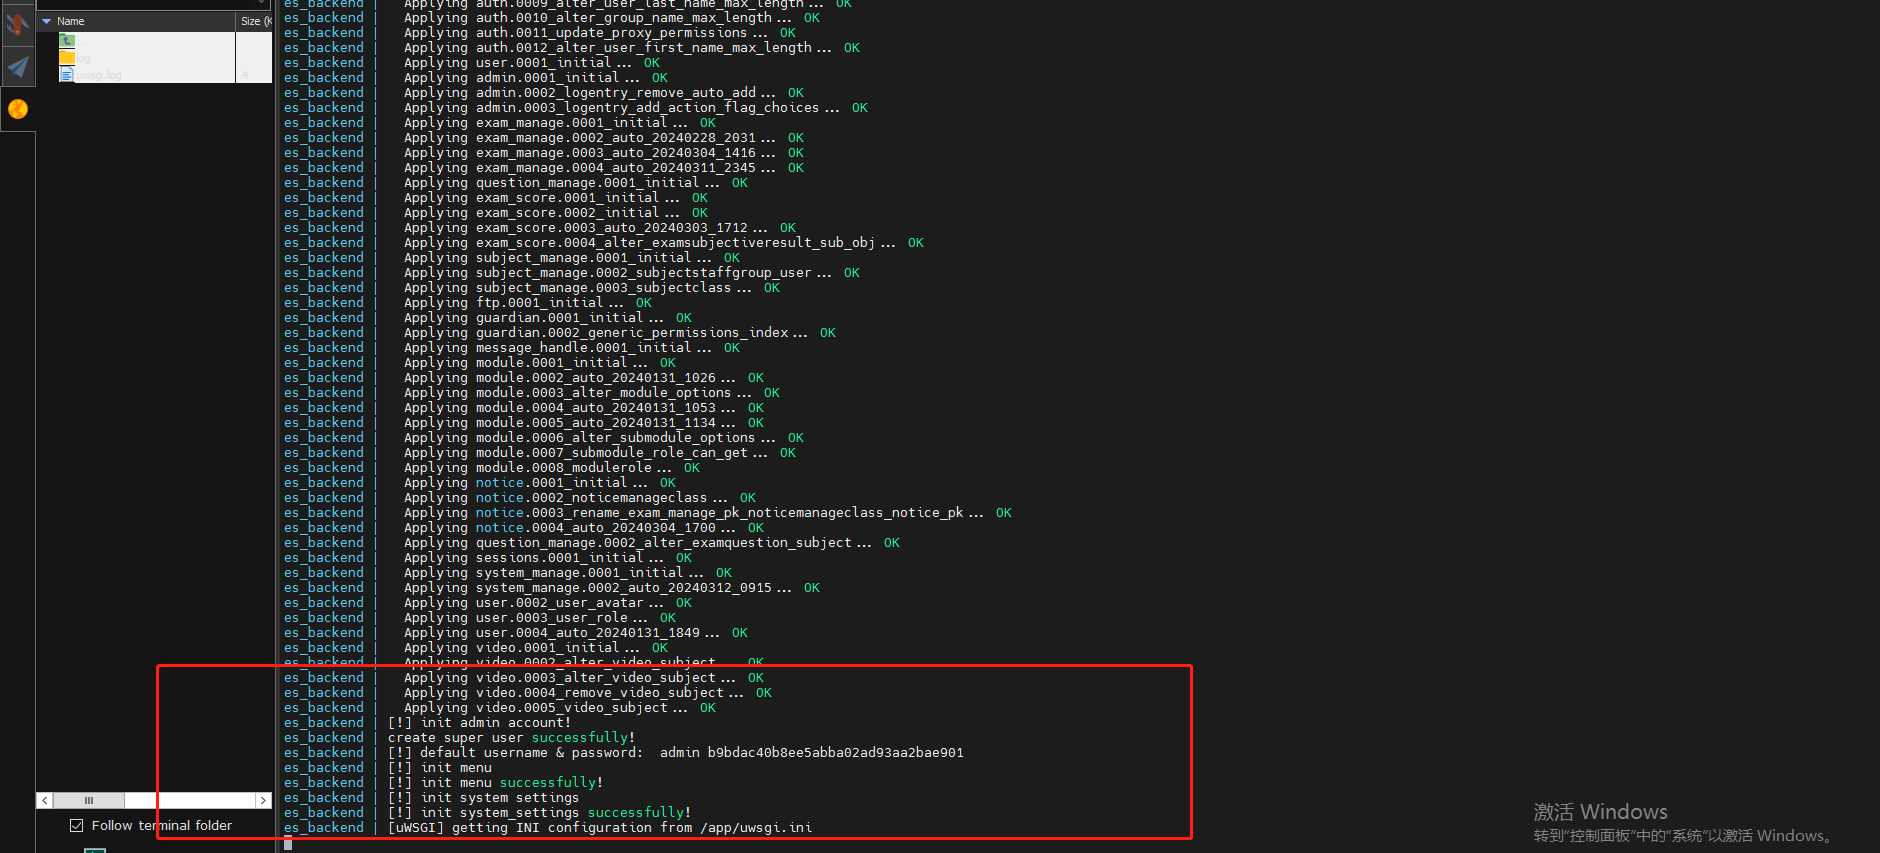 Name
Size (K
..
log
uwsgi.log
4
Follow terminal folder
es_backend | Applying auth.0009_alter_user_last_name_max_length... OK
es_backend | Applying auth.0010_alter_group_name_max_length... OK
es_backend | Applying auth.0011_update_proxy_permissions... OK
es_backend | Applying auth.0012_alter_user_first_name_max_length... OK
es_backend | Applying user.0001_initial... OK
es_backend | Applying admin.0001_initial... OK
es_backend | Applying admin.0002_logentry_remove_auto_add... OK
es_backend | Applying admin.0003_logentry_add_action_flag_choices... OK
es_backend | Applying exam_manage.0001_initial... OK
es_backend | Applying exam_manage.0002_auto_20240228_2031... OK
es_backend | Applying exam_manage.0003_auto_20240304_1416... OK
es_backend | Applying exam_manage.0004_auto_20240311_2345... OK
es_backend | Applying question_manage.0001_initial... OK
es_backend | Applying exam_score.0001_initial... OK
es_backend | Applying exam_score.0002_initial... OK
es_backend | Applying exam_score.0003_auto_20240303_1712... OK
es_backend | Applying exam_score.0004_alter_examsubjectiveresult_sub_obj... OK
es_backend | Applying subject_manage.0001_initial... OK
es_backend | Applying subject_manage.0002_subjectstaffgroup_user... OK
es_backend | Applying subject_manage.0003_subjectclass... OK
es_backend | Applying ftp.0001_initial... OK
es_backend | Applying guardian.0001_initial... OK
es_backend | Applying guardian.0002_generic_permissions_index... OK
es_backend | Applying message_handle.0001_initial... OK
es_backend | Applying module.0001_initial... OK
es_backend | Applying module.0002_auto_20240131_1026... OK
es_backend | Applying module.0003_alter_module_options... OK
es_backend | Applying module.0004_auto_20240131_1053... OK
es_backend | Applying module.0005_auto_20240131_1134... OK
es_backend | Applying module.0006_alter_submodule_options... OK
es_backend | Applying module.0007_submodule_role_can_get... OK
es_backend | Applying module.0008_modulerole... OK
es_backend | Applying notice.0001_initial... OK
es_backend | Applying notice.0002_noticemanageclass... OK
es_backend | Applying notice.0003_rename_exam_manage_pk_noticemanageclass_notice_pk... OK
es_backend | Applying notice.0004_auto_20240304_1700... OK
es_backend | Applying question_manage.0002_alter_examquestion_subject... OK
es_backend | Applying sessions.0001_initial... OK
es_backend | Applying system_manage.0001_initial... OK
es_backend | Applying system_manage.0002_auto_20240312_0915... OK
es_backend | Applying user.0002_user_avatar... OK
es_backend | Applying user.0003_user_role... OK
es_backend | Applying user.0004_auto_20240131_1849... OK
es_backend | Applying video.0001_initial... OK
es_backend | Applying video.0002_alter_video_subject... OK
es_backend | Applying video.0003_alter_video_subject... OK
es_backend | Applying video.0004_remove_video_subject... OK
es_backend | Applying video.0005_video_subject... OK
es_backend | [!] init admin account!
es_backend | create super user successfully!
es_backend | [!] default username & password: admin b9bdac40b8ee5abba02ad93aa2bae901
es_backend | [!] init menu
es_backend | [!] init menu successfully!
es_backend | [!] init system settings
es_backend | [!] init system_settings successfully!
es_backend | [uWSGI] getting INI configuration from /app/uwsgi.ini
激活 Windows
转到"控制面板"中的"系统"以激活 Windows。